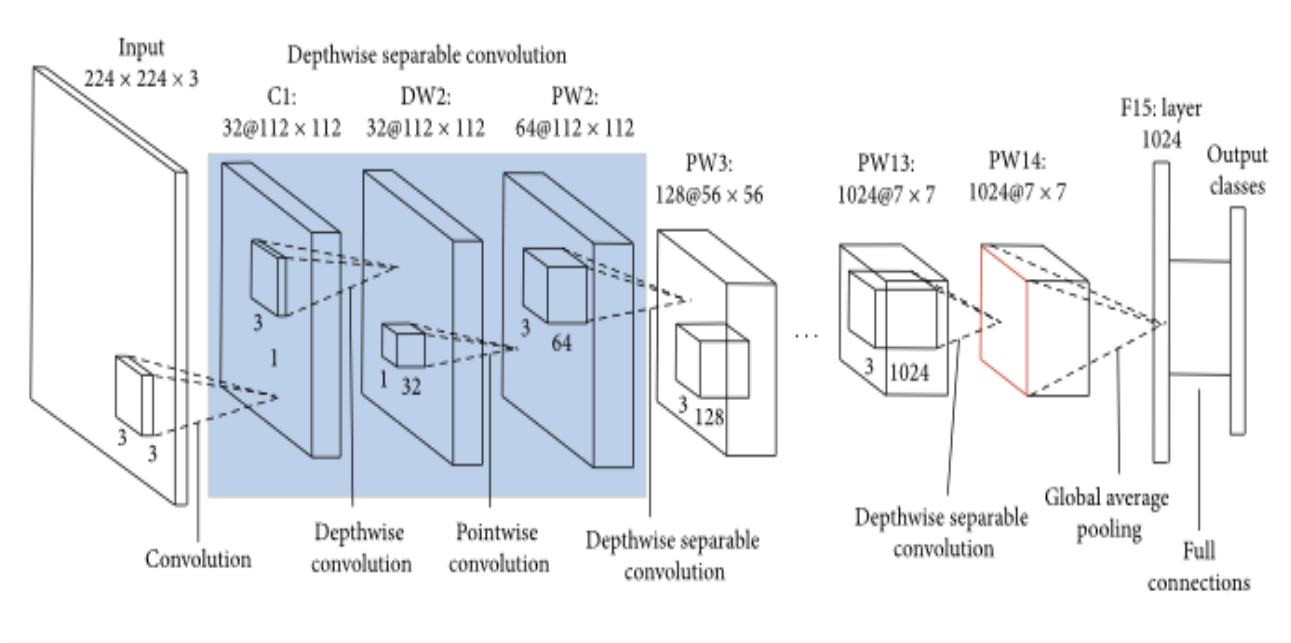 Input
224 × 224 × 3
Depthwise separable convolution
C1:
32@112 × 112
DW2:
32@112 × 112
PW2:
64@112 × 112
PW3:
128@56 × 56
PW13:
1024@7 × 7
PW14:
1024@7 × 7
F15: layer
1024
Output
classes
3
3
3
1
1
32
3
64
3
128
...
3
1024
Convolution
Depthwise
convolution
Pointwise
convolution
Depthwise separable
convolution
Depthwise separable
convolution
Global average
pooling
Full
connections